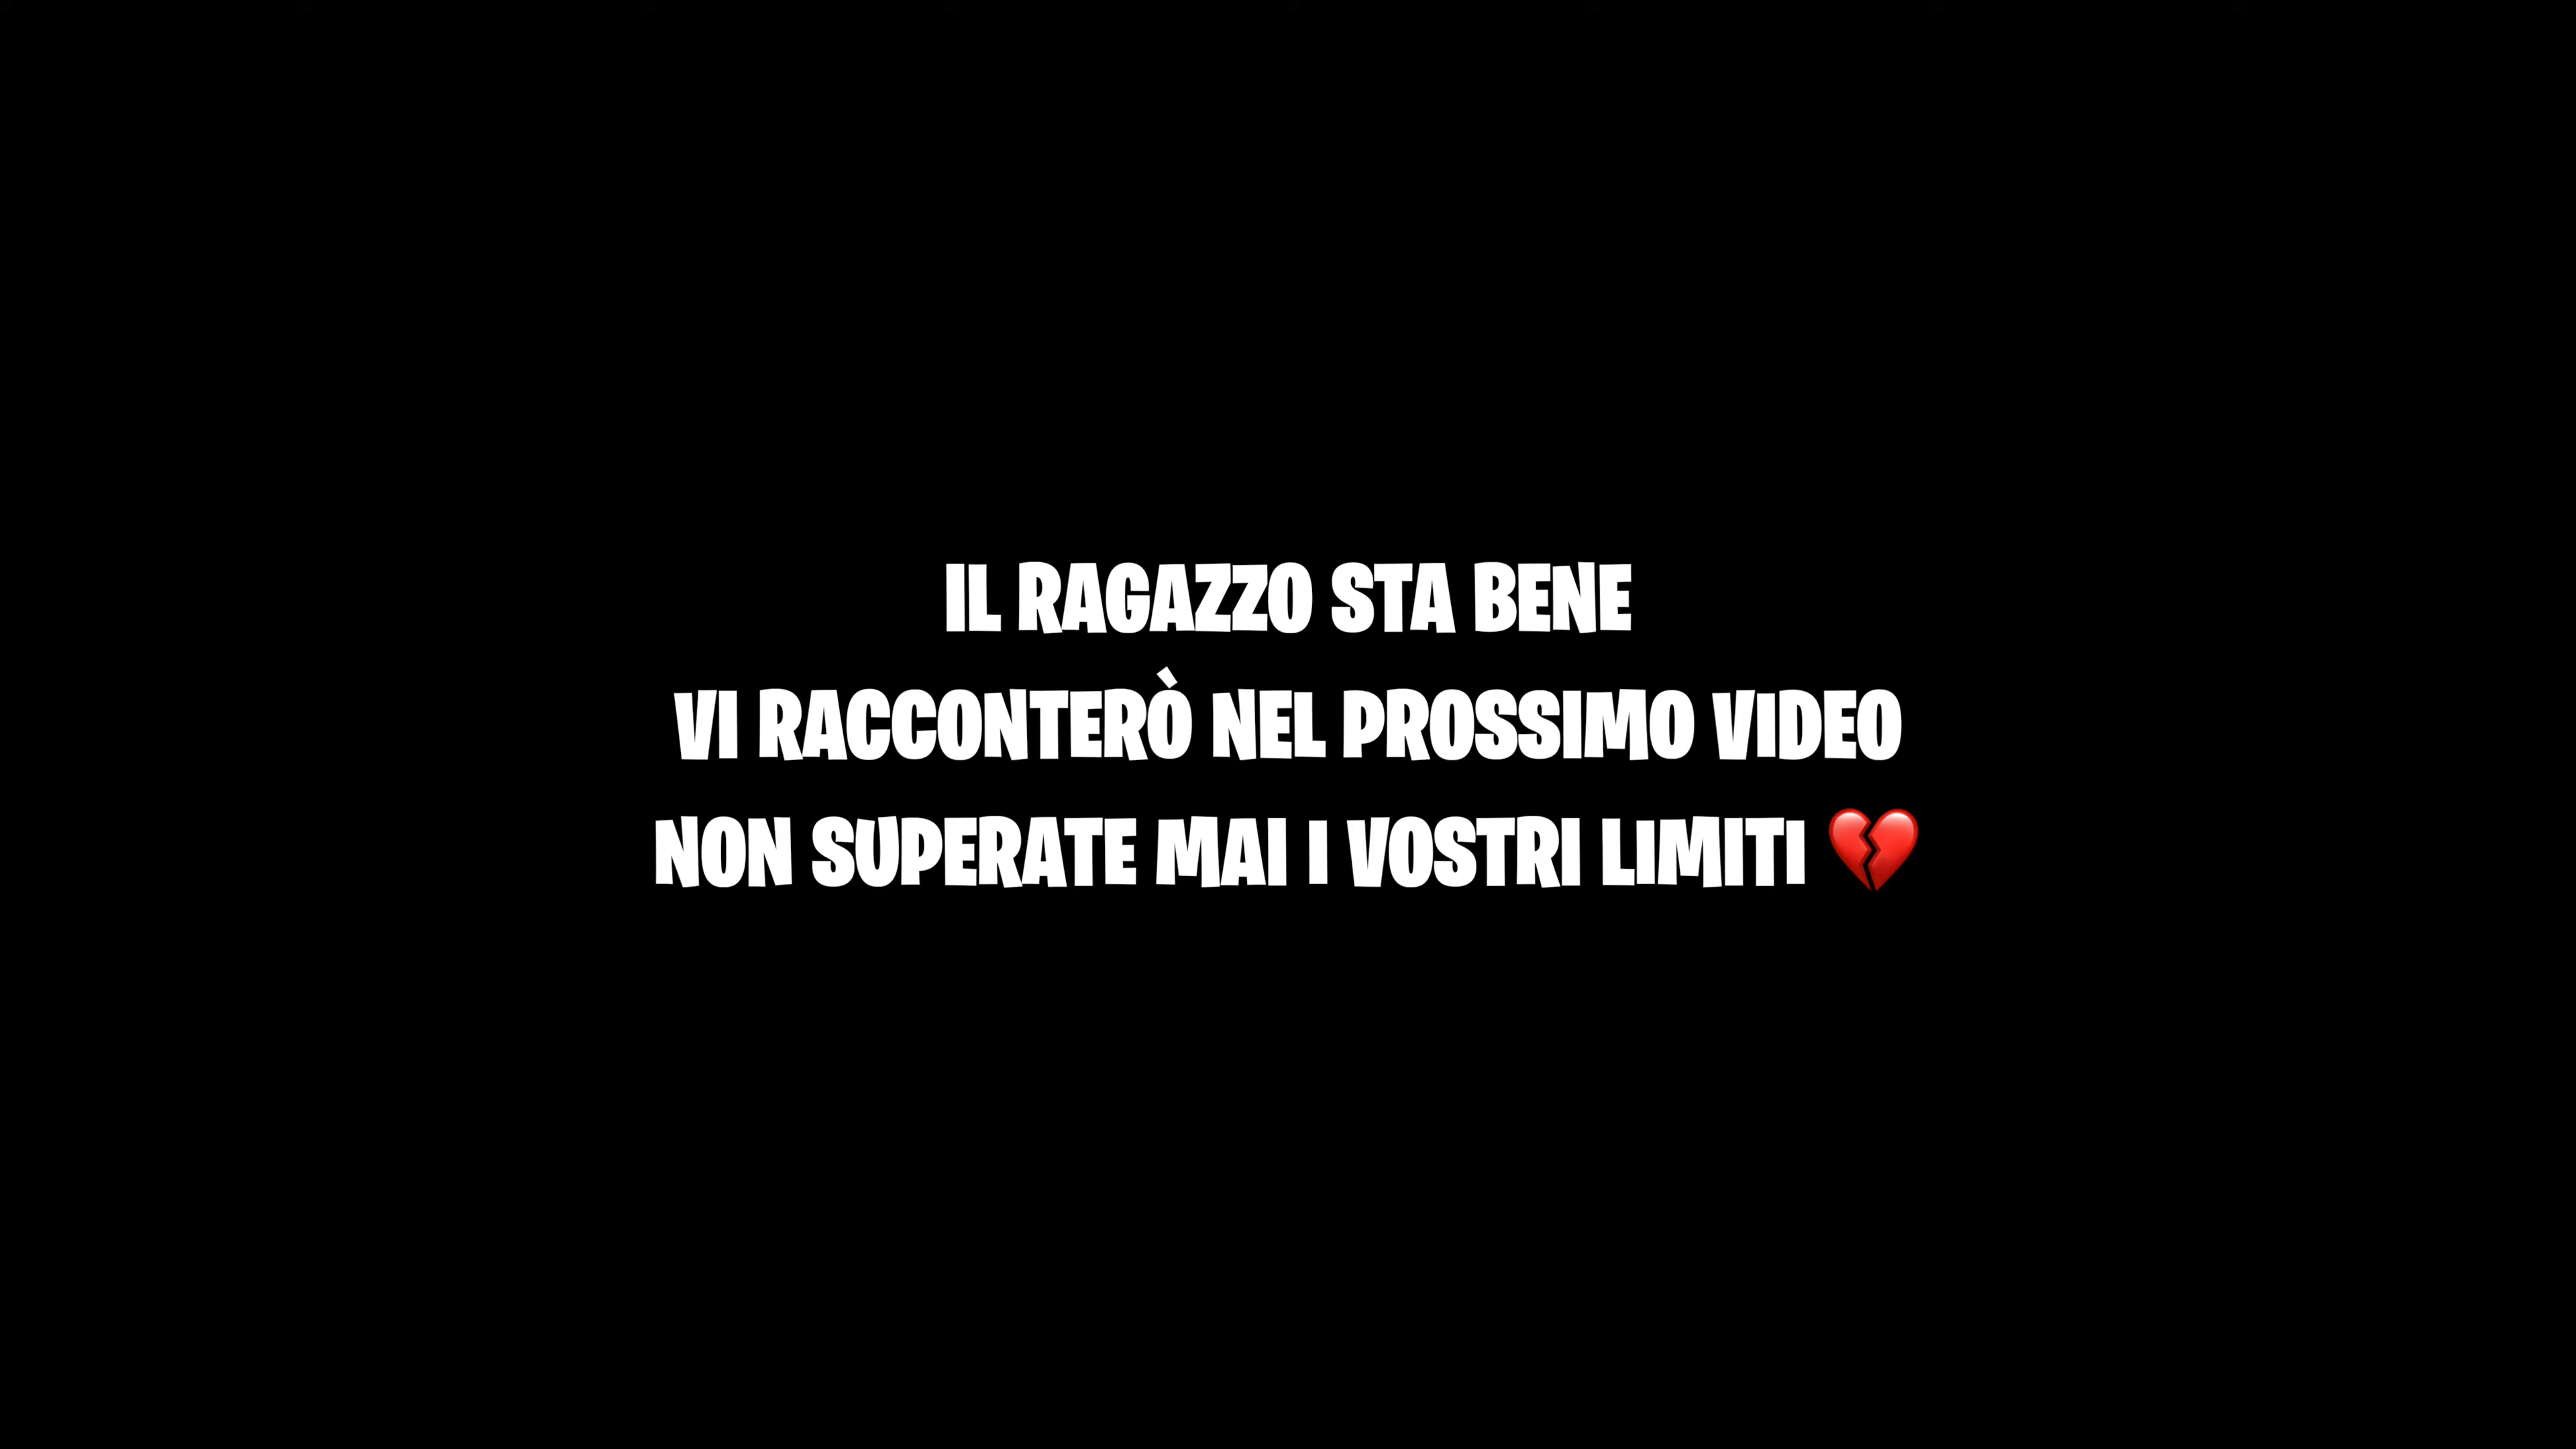 IL RAGAZZO STA BENE
VI RACCONTERÒ NEL PROSSIMO VIDEO
NON SUPERATE MAI I VOSTRI LIMITI 💔